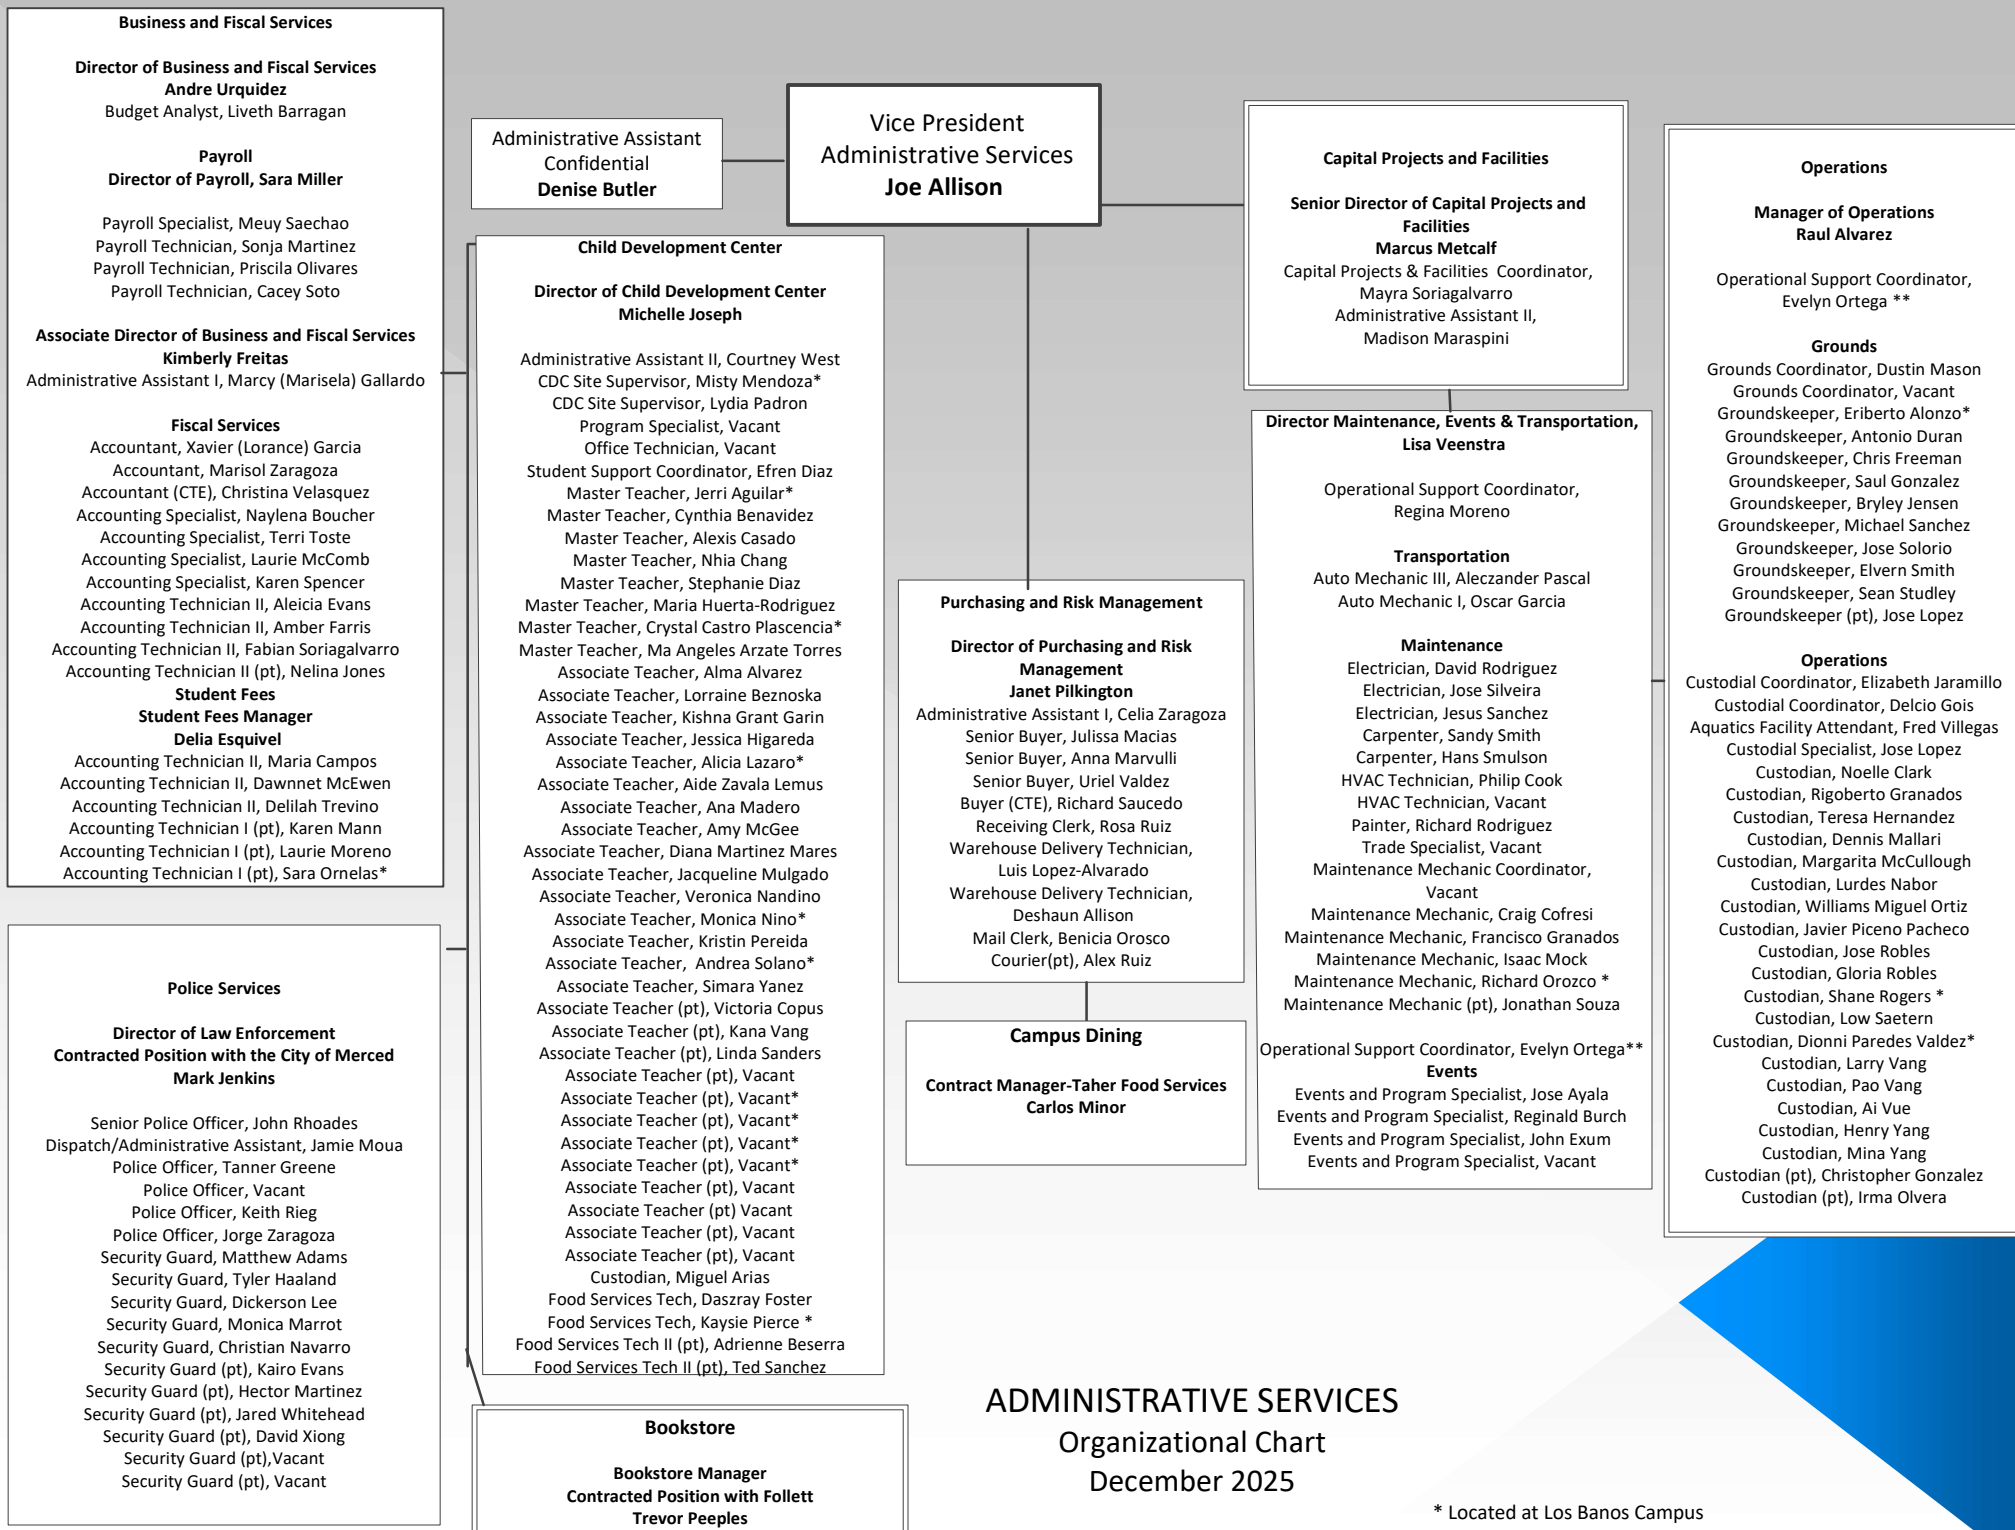 Business and Fiscal Services
Director of Business and Fiscal Services
Andre Urquidez
Budget Analyst, Liveth Barragan
Payroll
Director of Payroll, Sara Miller
Payroll Specialist, Meuy Saechao
Payroll Technician, Sonja Martinez
Payroll Technician, Priscila Olivares
Payroll Technician, Cacey Soto
Associate Director of Business and Fiscal Services
Kimberly Freitas
Administrative Assistant I, Marcy (Marisela) Gallardo
Fiscal Services
Accountant, Xavier (Lorance) Garcia
Accountant, Marisol Zaragoza
Accountant (CTE), Christina Velasquez
Accounting Specialist, Naylena Boucher
Accounting Specialist, Terri Toste
Accounting Specialist, Laurie McComb
Accounting Specialist, Karen Spencer
Accounting Technician II, Aleicia Evans
Accounting Technician II, Amber Farris
Accounting Technician II, Fabian Soriagalvarro
Accounting Technician II (pt), Nelina Jones
Student Fees
Student Fees Manager
Delia Esquivel
Accounting Technician II, Maria Campos
Accounting Technician II, Dawnnet McEwen
Accounting Technician II, Delilah Trevino
Accounting Technician I (pt), Karen Mann
Accounting Technician I (pt), Laurie Moreno
Accounting Technician I (pt), Sara Ornelas*
Police Services
Director of Law Enforcement
Contracted Position with the City of Merced
Mark Jenkins
Senior Police Officer, John Rhoades
Dispatch/Administrative Assistant, Jamie Moua
Police Officer, Tanner Greene
Police Officer, Vacant
Police Officer, Keith Rieg
Police Officer, Jorge Zaragoza
Security Guard, Matthew Adams
Security Guard, Tyler Haaland
Security Guard, Dickerson Lee
Security Guard, Monica Marrot
Security Guard, Christian Navarro
Security Guard (pt), Kairo Evans
Security Guard (pt), Hector Martinez
Security Guard (pt), Jared Whitehead
Security Guard (pt), David Xiong
Security Guard (pt),Vacant
Security Guard (pt), Vacant
Administrative Assistant
Confidential
Denise Butler
Vice President
Administrative Services
Joe Allison
Child Development Center
Director of Child Development Center
Michelle Joseph
Administrative Assistant II, Courtney West
CDC Site Supervisor, Misty Mendoza*
CDC Site Supervisor, Lydia Padron
Program Specialist, Vacant
Office Technician, Vacant
Student Support Coordinator, Efren Diaz
Master Teacher, Jerri Aguilar*
Master Teacher, Cynthia Benavidez
Master Teacher, Alexis Casado
Master Teacher, Nhia Chang
Master Teacher, Stephanie Diaz
Master Teacher, Maria Huerta-Rodriguez
Master Teacher, Crystal Castro Plascencia*
Master Teacher, Ma Angeles Arzate Torres
Associate Teacher, Alma Alvarez
Associate Teacher, Lorraine Beznoska
Associate Teacher, Kishna Grant Garin
Associate Teacher, Jessica Higareda
Associate Teacher, Alicia Lazaro*
Associate Teacher, Aide Zavala Lemus
Associate Teacher, Ana Madero
Associate Teacher, Amy McGee
Associate Teacher, Diana Martinez Mares
Associate Teacher, Jacqueline Mulgado
Associate Teacher, Veronica Nandino
Associate Teacher, Monica Nino*
Associate Teacher, Kristin Pereida
Associate Teacher, Andrea Solano*
Associate Teacher, Simara Yanez
Associate Teacher (pt), Victoria Copus
Associate Teacher (pt), Kana Vang
Associate Teacher (pt), Linda Sanders
Associate Teacher (pt), Vacant
Associate Teacher (pt), Vacant*
Associate Teacher (pt), Vacant*
Associate Teacher (pt), Vacant*
Associate Teacher (pt), Vacant*
Associate Teacher (pt), Vacant
Associate Teacher (pt) Vacant
Associate Teacher (pt), Vacant
Associate Teacher (pt), Vacant
Custodian, Miguel Arias
Food Services Tech, Daszray Foster
Food Services Tech, Kaysie Pierce *
Food Services Tech II (pt), Adrienne Beserra
Food Services Tech II (pt), Ted Sanchez
Bookstore
Bookstore Manager
Contracted Position with Follett
Trevor Peeples
Purchasing and Risk Management
Director of Purchasing and Risk
Management
Janet Pilkington
Administrative Assistant I, Celia Zaragoza
Senior Buyer, Julissa Macias
Senior Buyer, Anna Marvulli
Senior Buyer, Uriel Valdez
Buyer (CTE), Richard Saucedo
Receiving Clerk, Rosa Ruiz
Warehouse Delivery Technician,
Luis Lopez-Alvarado
Warehouse Delivery Technician,
Deshaun Allison
Mail Clerk, Benicia Orosco
Courier(pt), Alex Ruiz
Campus Dining
Contract Manager-Taher Food Services
Carlos Minor
Capital Projects and Facilities
Senior Director of Capital Projects and
Facilities
Marcus Metcalf
Capital Projects & Facilities Coordinator,
Mayra Soriagalvarro
Administrative Assistant II,
Madison Maraspini
Director Maintenance, Events & Transportation,
Lisa Veenstra
Operational Support Coordinator,
Regina Moreno
Transportation
Auto Mechanic III, Aleczander Pascal
Auto Mechanic I, Oscar Garcia
Maintenance
Electrician, David Rodriguez
Electrician, Jose Silveira
Electrician, Jesus Sanchez
Carpenter, Sandy Smith
Carpenter, Hans Smulson
HVAC Technician, Philip Cook
HVAC Technician, Vacant
Painter, Richard Rodriguez
Trade Specialist, Vacant
Maintenance Mechanic Coordinator,
Vacant
Maintenance Mechanic, Craig Cofresi
Maintenance Mechanic, Francisco Granados
Maintenance Mechanic, Isaac Mock
Maintenance Mechanic, Richard Orozco *
Maintenance Mechanic (pt), Jonathan Souza
Operational Support Coordinator, Evelyn Ortega**
Events
Events and Program Specialist, Jose Ayala
Events and Program Specialist, Reginald Burch
Events and Program Specialist, John Exum
Events and Program Specialist, Vacant
Operations
Manager of Operations
Raul Alvarez
Operational Support Coordinator,
Evelyn Ortega **
Grounds
Grounds Coordinator, Dustin Mason
Grounds Coordinator, Vacant
Groundskeeper, Eriberto Alonzo*
Groundskeeper, Antonio Duran
Groundskeeper, Chris Freeman
Groundskeeper, Saul Gonzalez
Groundskeeper, Bryley Jensen
Groundskeeper, Michael Sanchez
Groundskeeper, Jose Solorio
Groundskeeper, Elvern Smith
Groundskeeper, Sean Studley
Groundskeeper (pt), Jose Lopez
Operations
Custodial Coordinator, Elizabeth Jaramillo
Custodial Coordinator, Delcio Gois
Aquatics Facility Attendant, Fred Villegas
Custodial Specialist, Jose Lopez
Custodian, Noelle Clark
Custodian, Rigoberto Granados
Custodian, Teresa Hernandez
Custodian, Dennis Mallari
Custodian, Margarita McCullough
Custodian, Lurdes Nabor
Custodian, Williams Miguel Ortiz
Custodian, Javier Piceno Pacheco
Custodian, Jose Robles
Custodian, Gloria Robles
Custodian, Shane Rogers *
Custodian, Low Saetern
Custodian, Dionni Paredes Valdez*
Custodian, Larry Vang
Custodian, Pao Vang
Custodian, Ai Vue
Custodian, Henry Yang
Custodian, Mina Yang
Custodian (pt), Christopher Gonzalez
Custodian (pt), Irma Olvera
ADMINISTRATIVE SERVICES
Organizational Chart
December 2025
* Located at Los Banos Campus